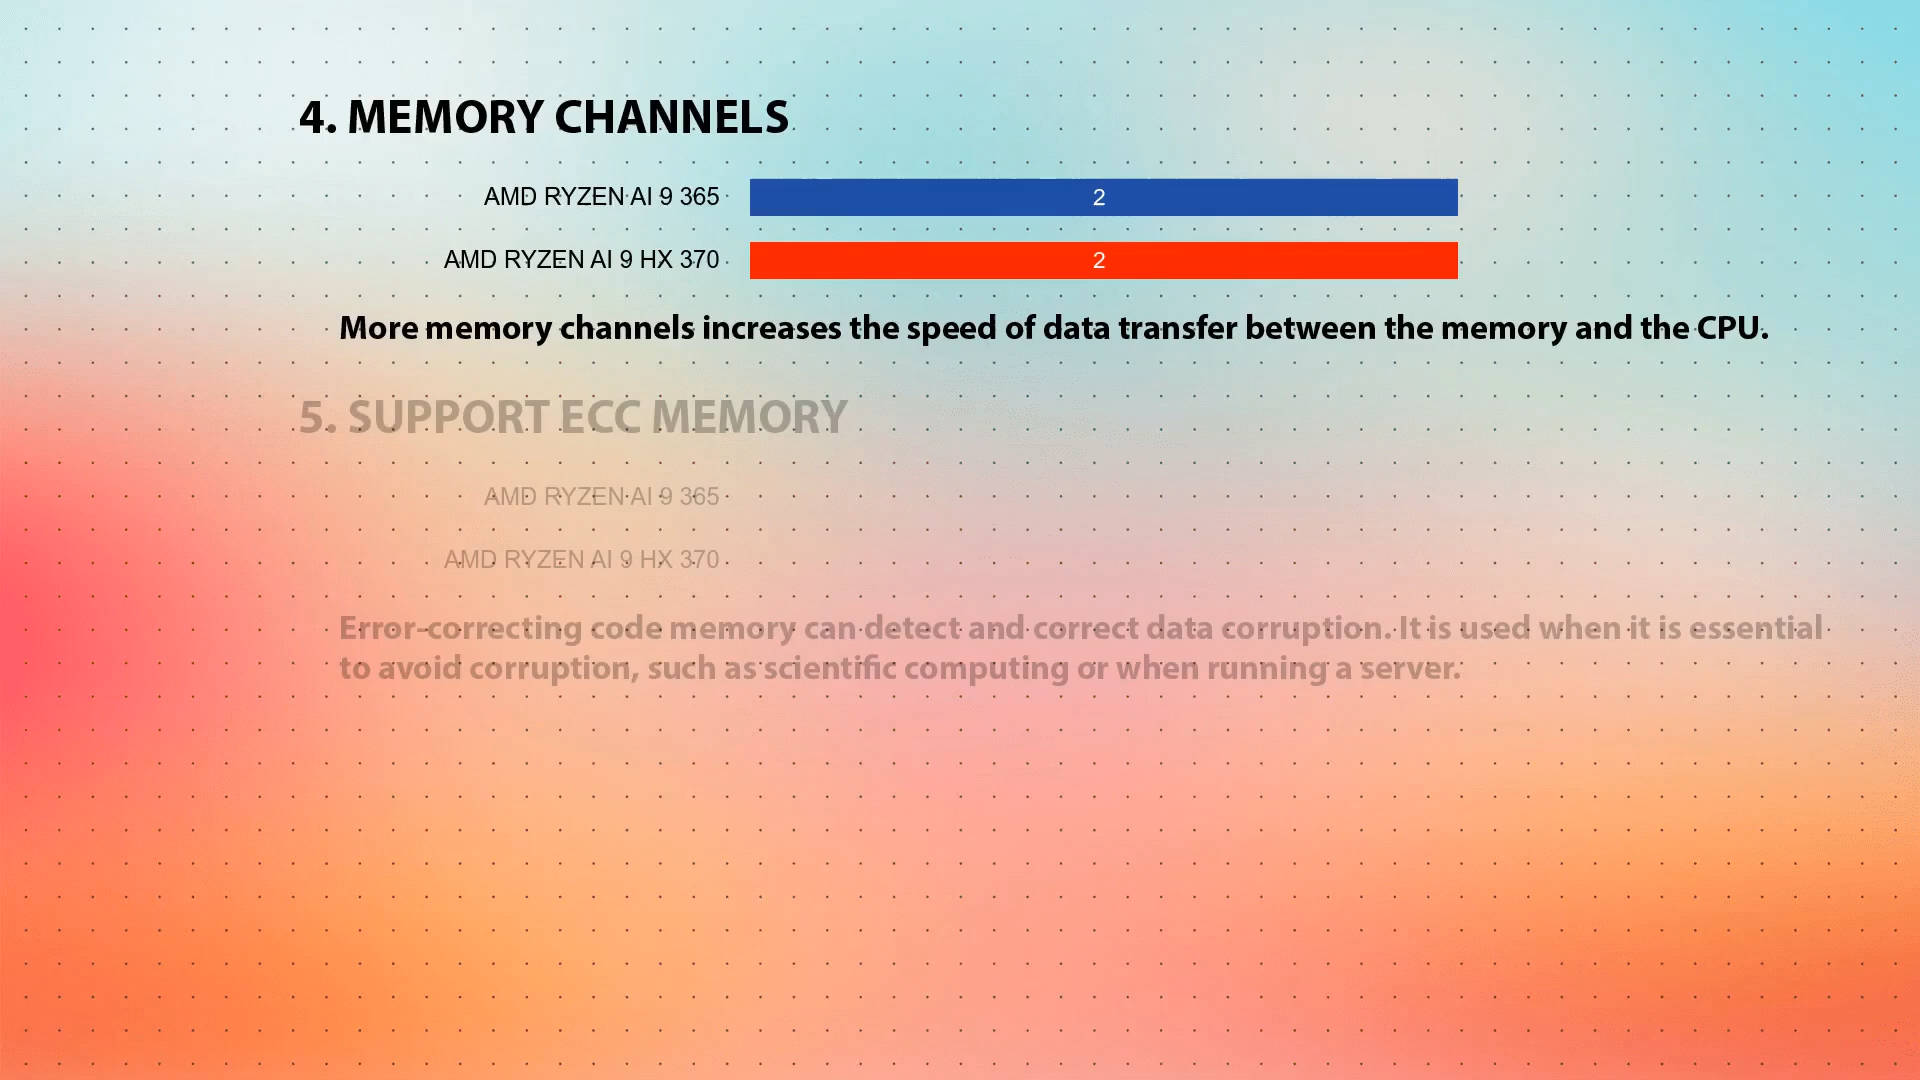 4. MEMORY CHANNELS
AMD RYZEN AI 9 365
2
AMD RYZEN AI 9 HX 370
2
More memory channels increases the speed of data transfer between the memory and the CPU.
5. SUPPORT ECC MEMORY
AMD RYZEN AI 9 365
AMD RYZEN AI 9 HX 370
Error-correcting code memory can detect and correct data corruption. It is used when it is essential
to avoid corruption, such as scientific computing or when running a server.